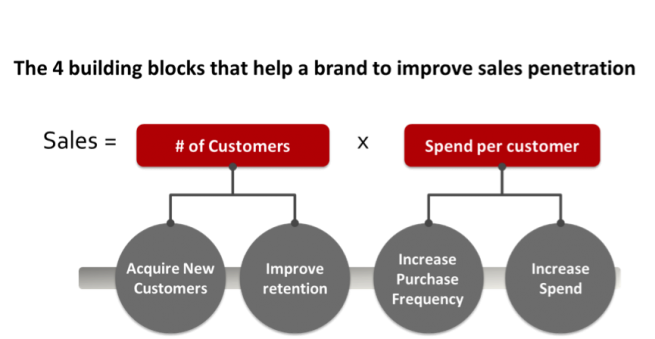 The 4 building blocks that help a brand to improve sales penetration
Sales = # of Customers x Spend per customer
Acquire New
Customers
Improve
retention
Increase
Purchase
Frequency
Increase
Spend